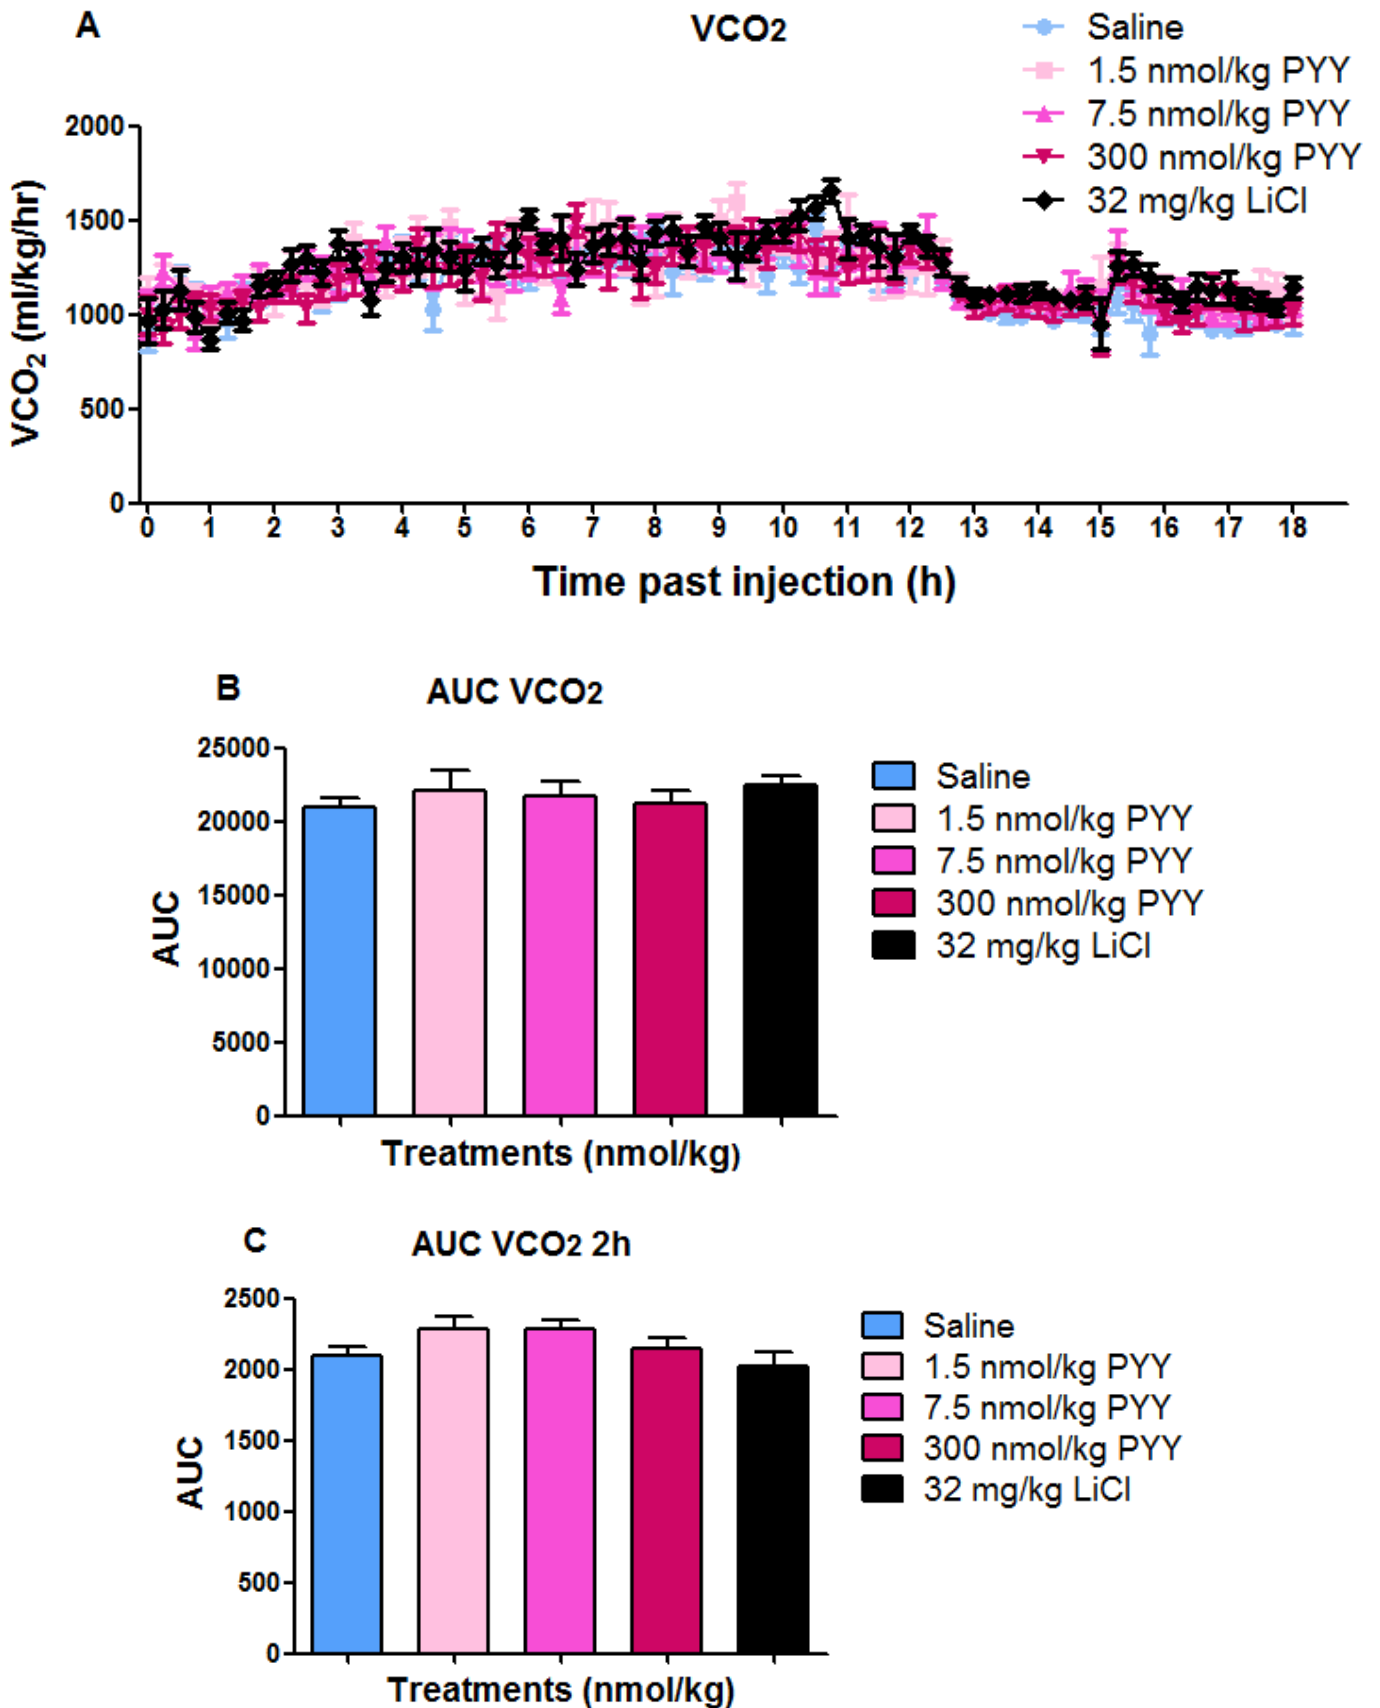 A
VCO2
Saline
1.5 nmol/kg PYY
7.5 nmol/kg PYY
300 nmol/kg PYY
32 mg/kg LiCl
VCO2 (ml/kg/hr)
2000
1500
1000
500
0
0 1 2 3 4 5 6 7 8 9 10 11 12 13 14 15 16 17 18
Time past injection (h)
B
AUC VCO2
AUC
25000
20000
15000
10000
5000
0
Saline
1.5 nmol/kg PYY
7.5 nmol/kg PYY
300 nmol/kg PYY
32 mg/kg LiCl
Treatments (nmol/kg)
C
AUC VCO2 2h
AUC
2500
2000
1500
1000
500
0
Saline
1.5 nmol/kg PYY
7.5 nmol/kg PYY
300 nmol/kg PYY
32 mg/kg LiCl
Treatments (nmol/kg)